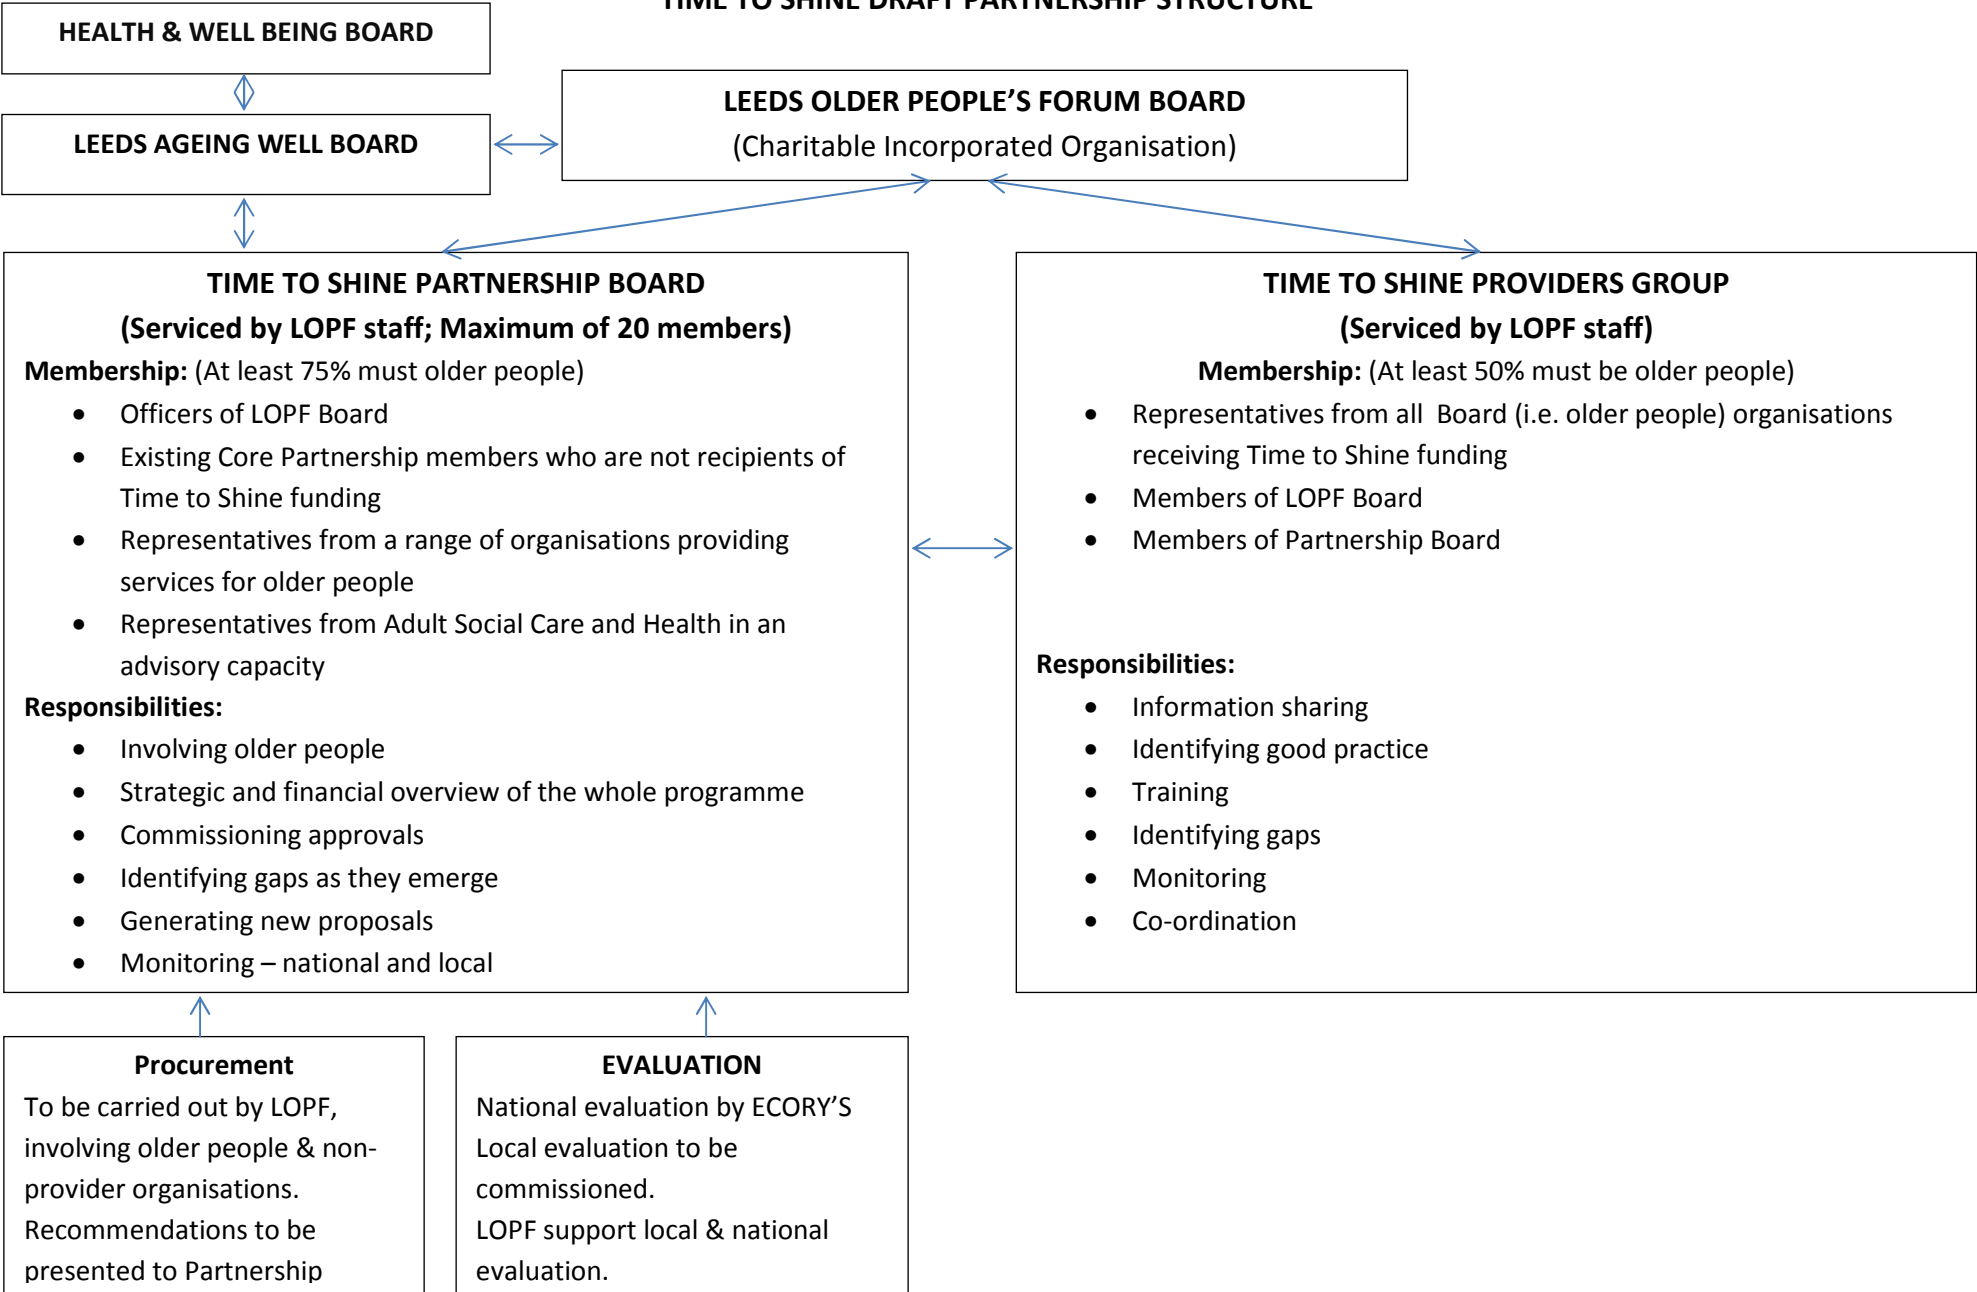 TIME TO SHINE DRAFT PARTNERSHIP STRUCTURE
HEALTH & WELL BEING BOARD
LEEDS AGEING WELL BOARD
LEEDS OLDER PEOPLE’S FORUM BOARD
(Charitable Incorporated Organisation)
TIME TO SHINE PARTNERSHIP BOARD
(Serviced by LOPF staff; Maximum of 20 members)
Membership: (At least 75% must older people)
• Officers of LOPF Board
• Existing Core Partnership members who are not recipients of
Time to Shine funding
• Representatives from a range of organisations providing
services for older people
• Representatives from Adult Social Care and Health in an
advisory capacity
Responsibilities:
• Involving older people
• Strategic and financial overview of the whole programme
• Commissioning approvals
• Identifying gaps as they emerge
• Generating new proposals
• Monitoring – national and local
TIME TO SHINE PROVIDERS GROUP
(Serviced by LOPF staff)
Membership: (At least 50% must be older people)
• Representatives from all Board (i.e. older people) organisations
receiving Time to Shine funding
• Members of LOPF Board
• Members of Partnership Board
Responsibilities:
• Information sharing
• Identifying good practice
• Training
• Identifying gaps
• Monitoring
• Co-ordination
Procurement
To be carried out by LOPF,
involving older people & non-
provider organisations.
Recommendations to be
presented to Partnership
EVALUATION
National evaluation by ECORY’S
Local evaluation to be
commissioned.
LOPF support local & national
evaluation.